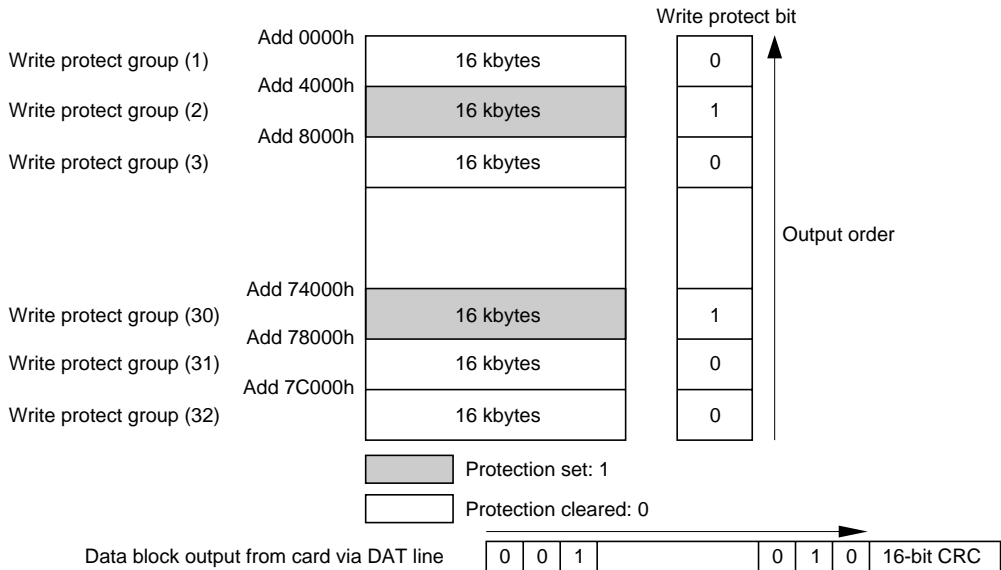 Write protect bit
Add 0000h
Write protect group (1) 16 kbytes 0
Add 4000h
Write protect group (2) 16 kbytes 1
Add 8000h
Write protect group (3) 16 kbytes 0
Output order
Add 74000h
Write protect group (30) 16 kbytes 1
Add 78000h
Write protect group (31) 16 kbytes 0
Add 7C000h
Write protect group (32) 16 kbytes 0
Protection set: 1
Protection cleared: 0
Data block output from card via DAT line 0 0 1 0 1 0 16-bit CRC